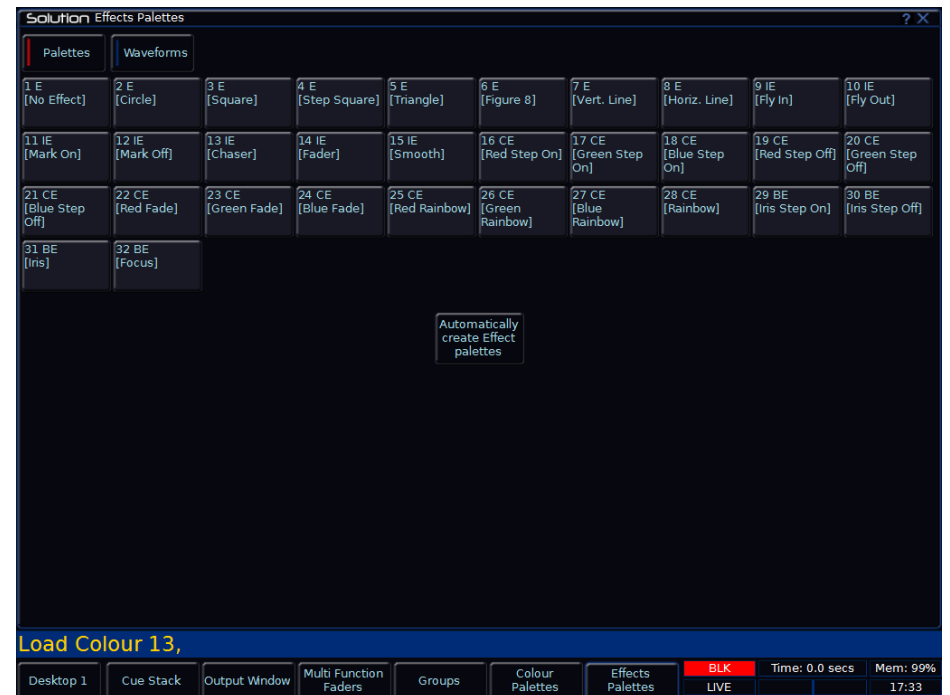 Solution Effects Palettes
? X
Palettes Waveforms
1 E 2 E 3 E 4 E 5 E 6 E 7 E 8 E 9 IE 10 IE
[No Effect] [Circle] [Square] [Step Square] [Triangle] [Figure 8] [Vert. Line] [Horiz. Line] [Fly In] [Fly Out]
11 IE 12 IE 13 IE 14 IE 15 IE 16 CE 17 CE 18 CE 19 CE 20 CE
[Mark On] [Mark Off] [Chaser] [Fader] [Smooth] [Red Step On] [Green Step [Blue Step [Red Step Off] [Green Step
On] On] Off]
21 CE 22 CE 23 CE 24 CE 25 CE 26 CE 27 CE 28 CE 29 BE 30 BE
[Blue Step [Red Fade] [Green Fade] [Blue Fade] [Red Rainbow] [Green [Blue [Rainbow] [Iris Step On] [Iris Step Off]
Off] Rainbow] Rainbow]
31 BE 32 BE
[Iris] [Focus]
Automatically
create Effect
palettes
Load Colour 13,
Desktop 1 Cue Stack Output Window Multi Function Groups Colour Effects BLK Time: 0.0 secs Mem: 99%
Faders Palettes Palettes LIVE 17:33